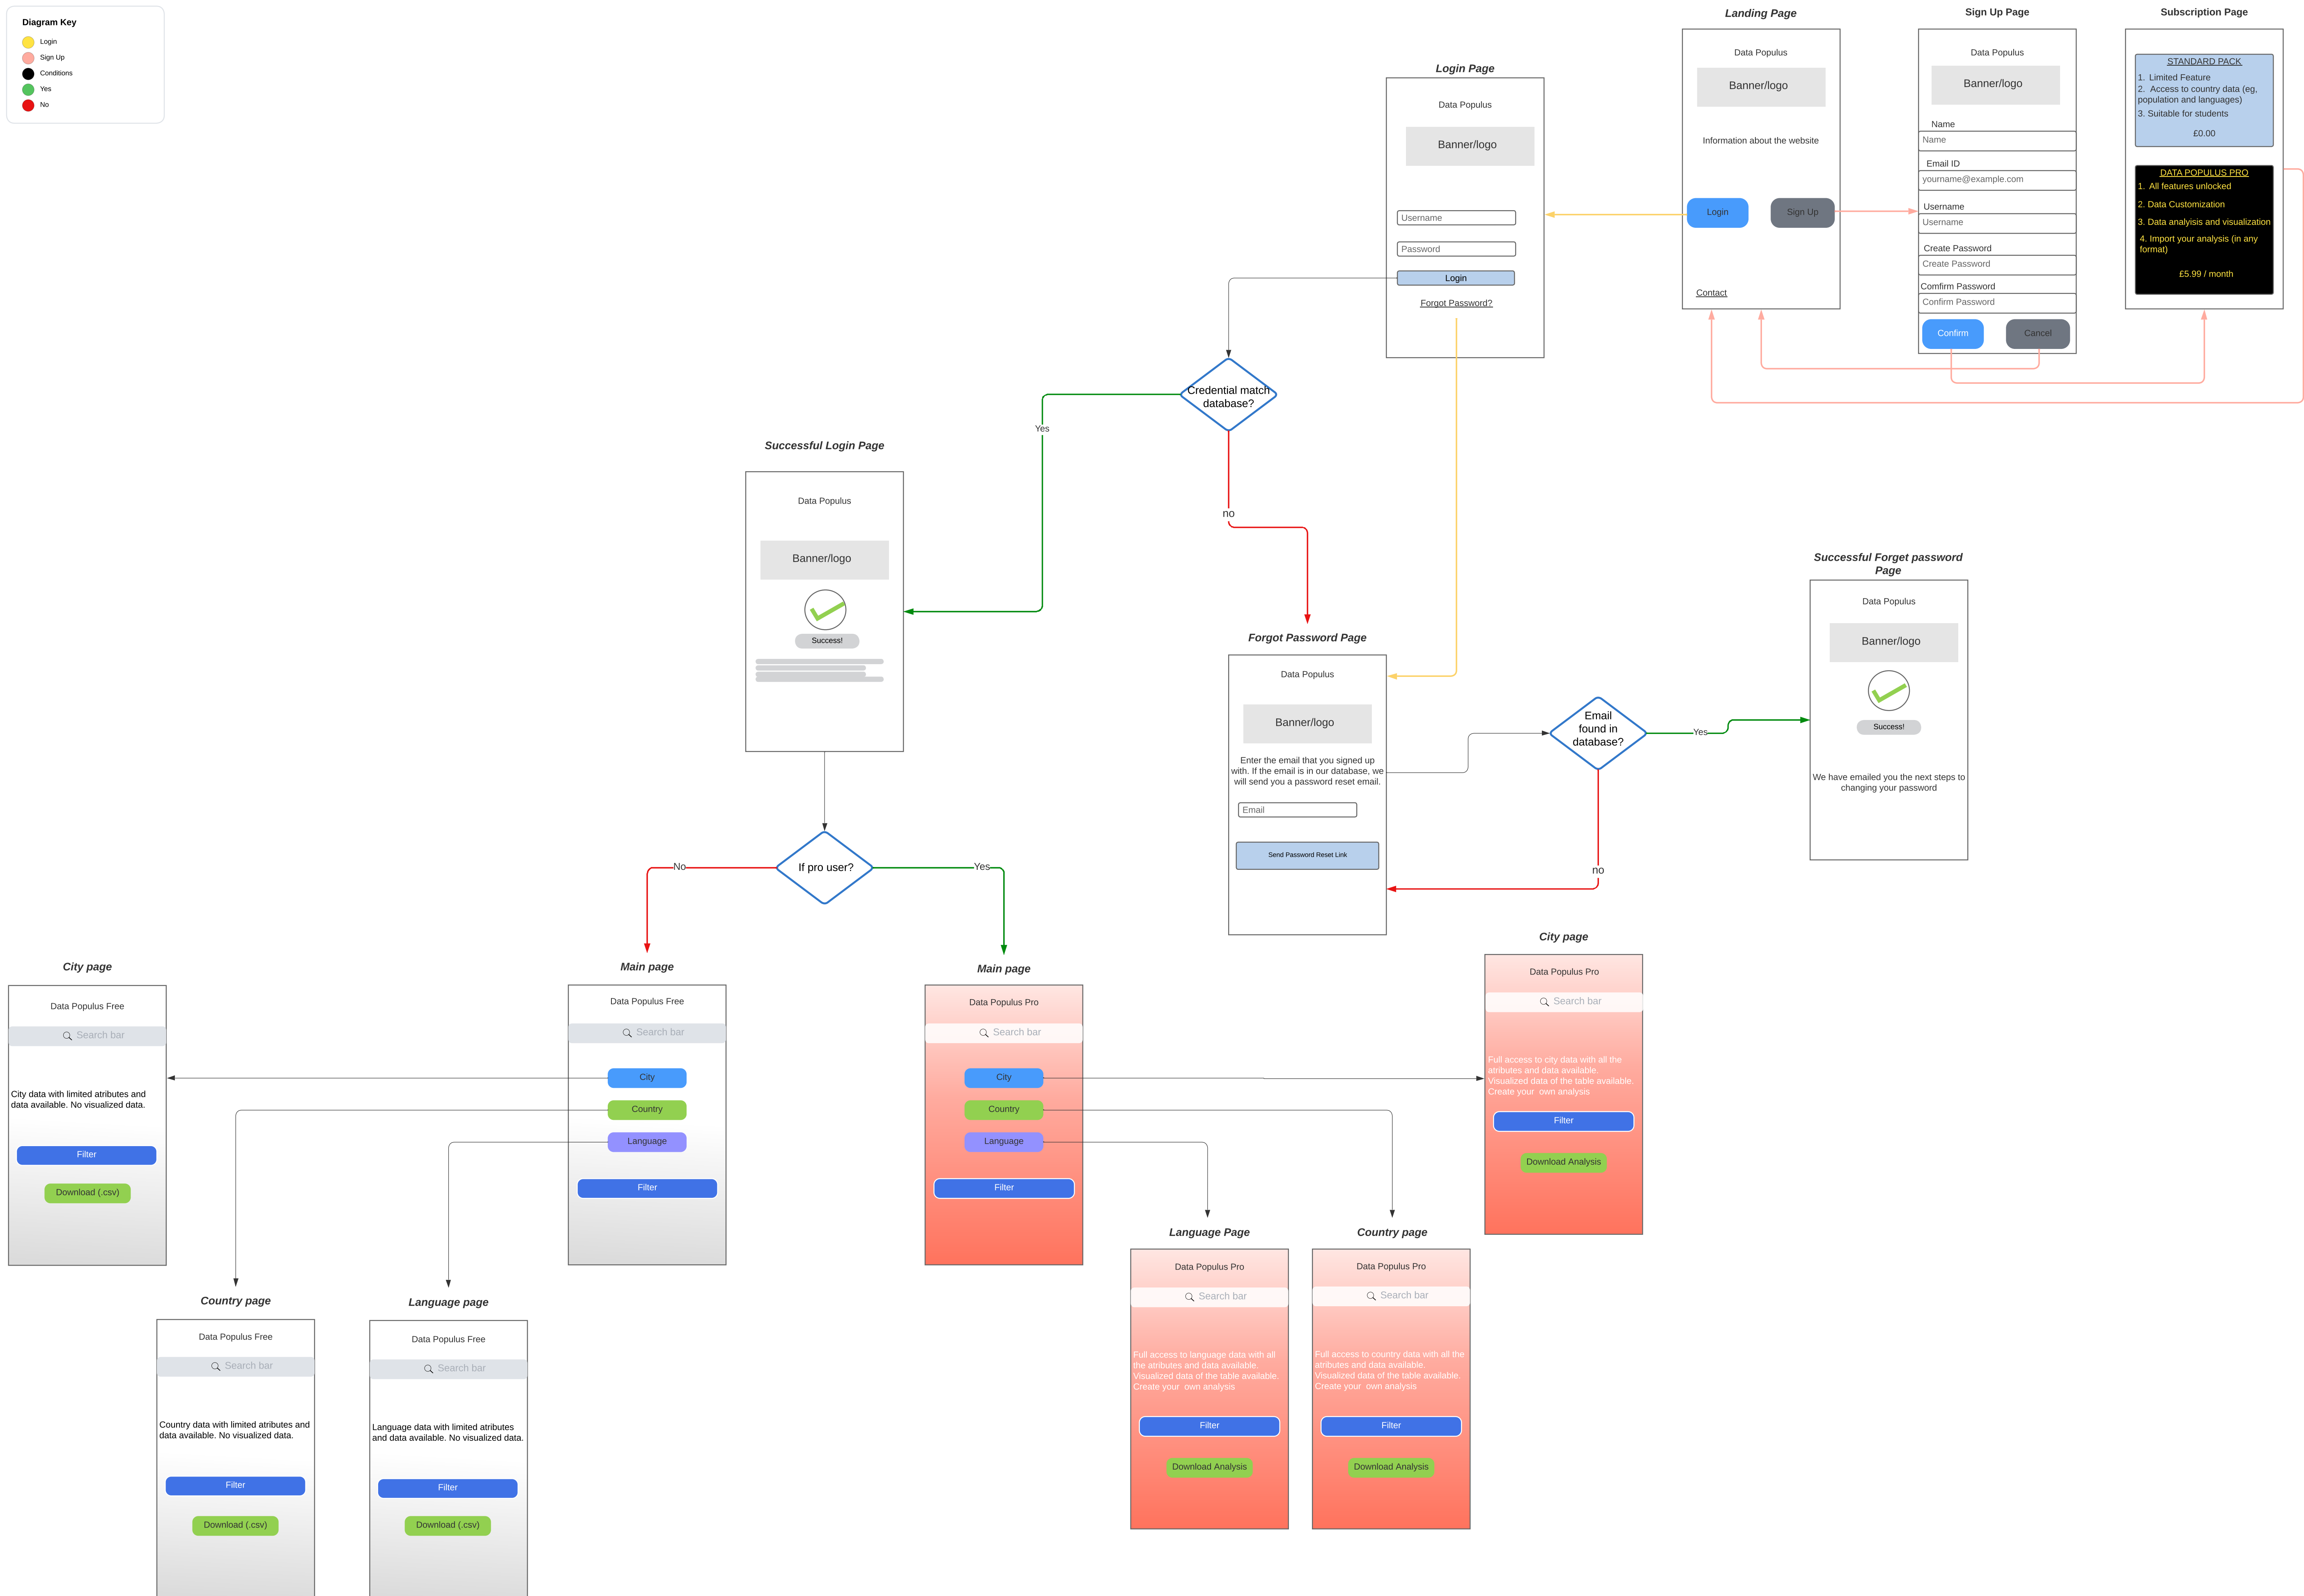 Diagram Key
Login
Sign Up
Conditions
Yes
No
Landing Page
Data Populus
Banner/logo
Information about the website
Login
Sign Up
Contact
Sign Up Page
Data Populus
Banner/logo
Name
Name
Email ID
yourname@example.com
Username
Username
Create Password
Create Password
Comfirm Password
Confirm Password
Confirm
Cancel
Subscription Page
STANDARD PACK
1. Limited Feature
2. Access to country data (eg,
population and languages)
3. Suitable for students
£0.00
DATA POPULUS PRO
1. All features unlocked
2. Data Customization
3. Data analyisis and visualization
4. Import your analysis (in any
format)
£5.99 / month
Login Page
Data Populus
Banner/logo
Username
Password
Login
Forgot Password?
Credential match
database?
Yes
no
Successful Login Page
Data Populus
Banner/logo
Success!
Forgot Password Page
Data Populus
Banner/logo
Enter the email that you signed up
with. If the email is in our database, we
will send you a password reset email.
Email
Send Password Reset Link
Email
found in
database?
Yes
no
Successful Forget password
Page
Data Populus
Banner/logo
Success!
We have emailed you the next steps to
changing your password
If pro user?
No
Yes
City page
Data Populus Free
Search bar
City data with limited atributes and
data available. No visualized data.
Filter
Download (.csv)
Main page
Data Populus Free
Search bar
City
Country
Language
Filter
Main page
Data Populus Pro
Search bar
City
Country
Language
Filter
City page
Data Populus Pro
Search bar
Full access to city data with all the
atributes and data available.
Visualized data of the table available.
Create your own analysis
Filter
Download Analysis
Country page
Data Populus Free
Search bar
Country data with limited atributes and
data available. No visualized data.
Filter
Download (.csv)
Language page
Data Populus Free
Search bar
Language data with limited atributes
and data available. No visualized data.
Filter
Download (.csv)
Language Page
Data Populus Pro
Search bar
Full access to language data with all
the atributes and data available.
Visualized data of the table available.
Create your own analysis
Filter
Download Analysis
Country page
Data Populus Pro
Search bar
Full access to country data with all the
atributes and data available.
Visualized data of the table available.
Create your own analysis
Filter
Download Analysis